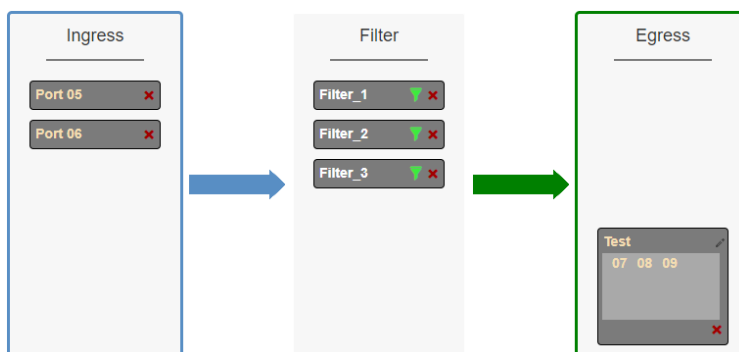 Ingress
Port 05
Port 06
Filter
Filter_1
Filter_2
Filter_3
Egress
Test
07 08 09